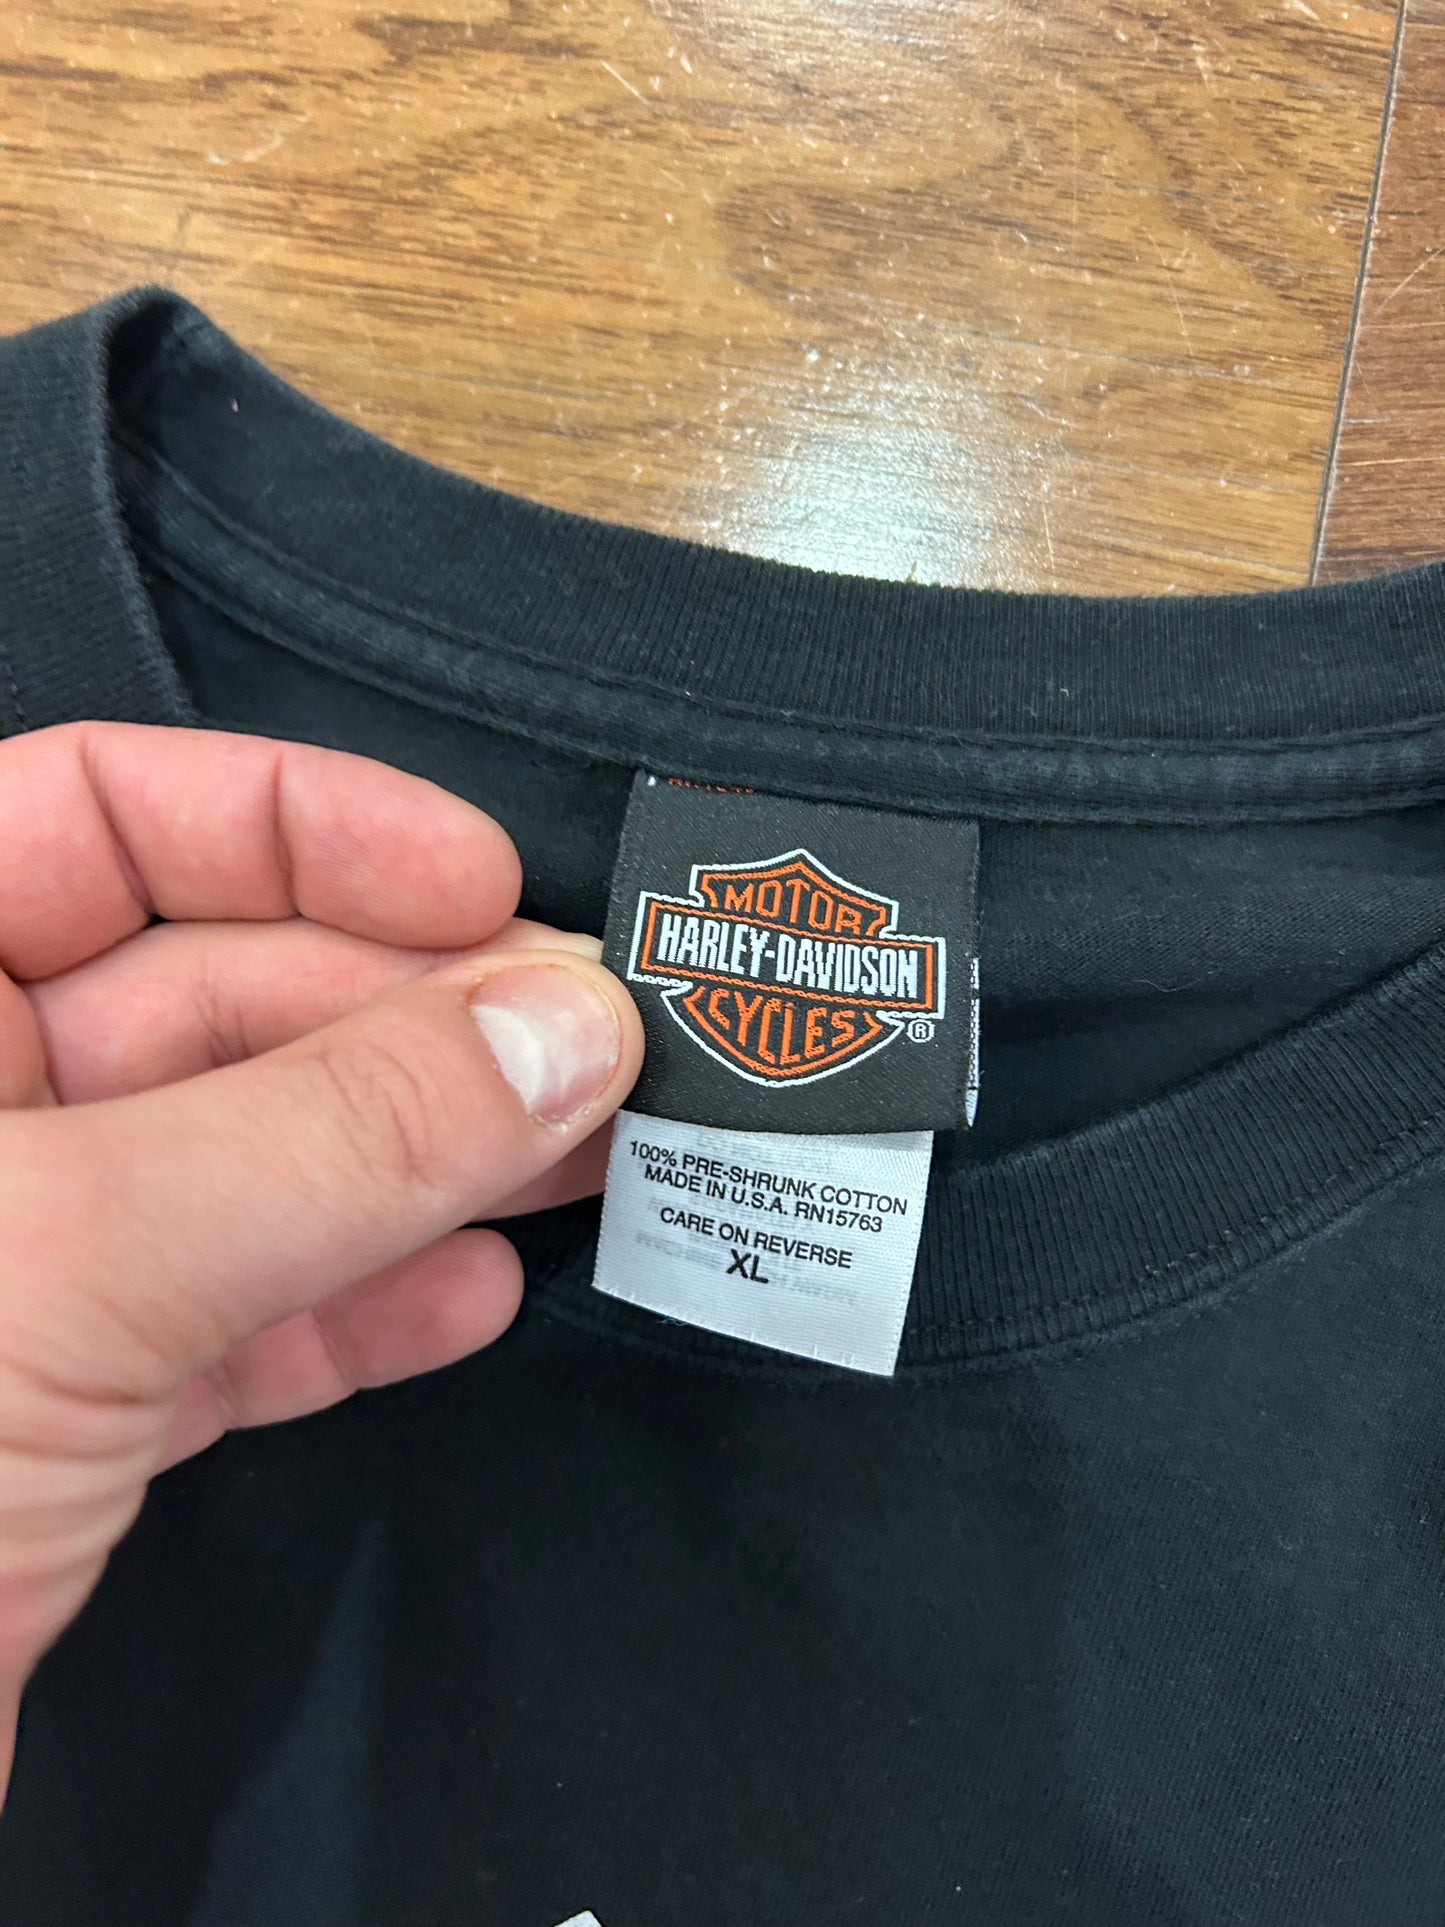 MOTOR
HARLEY-DAVIDSON
CYCLES
®
100% PRE-SHRUNK COTTON
MADE IN U.S.A. RN15763
CARE ON REVERSE
XL